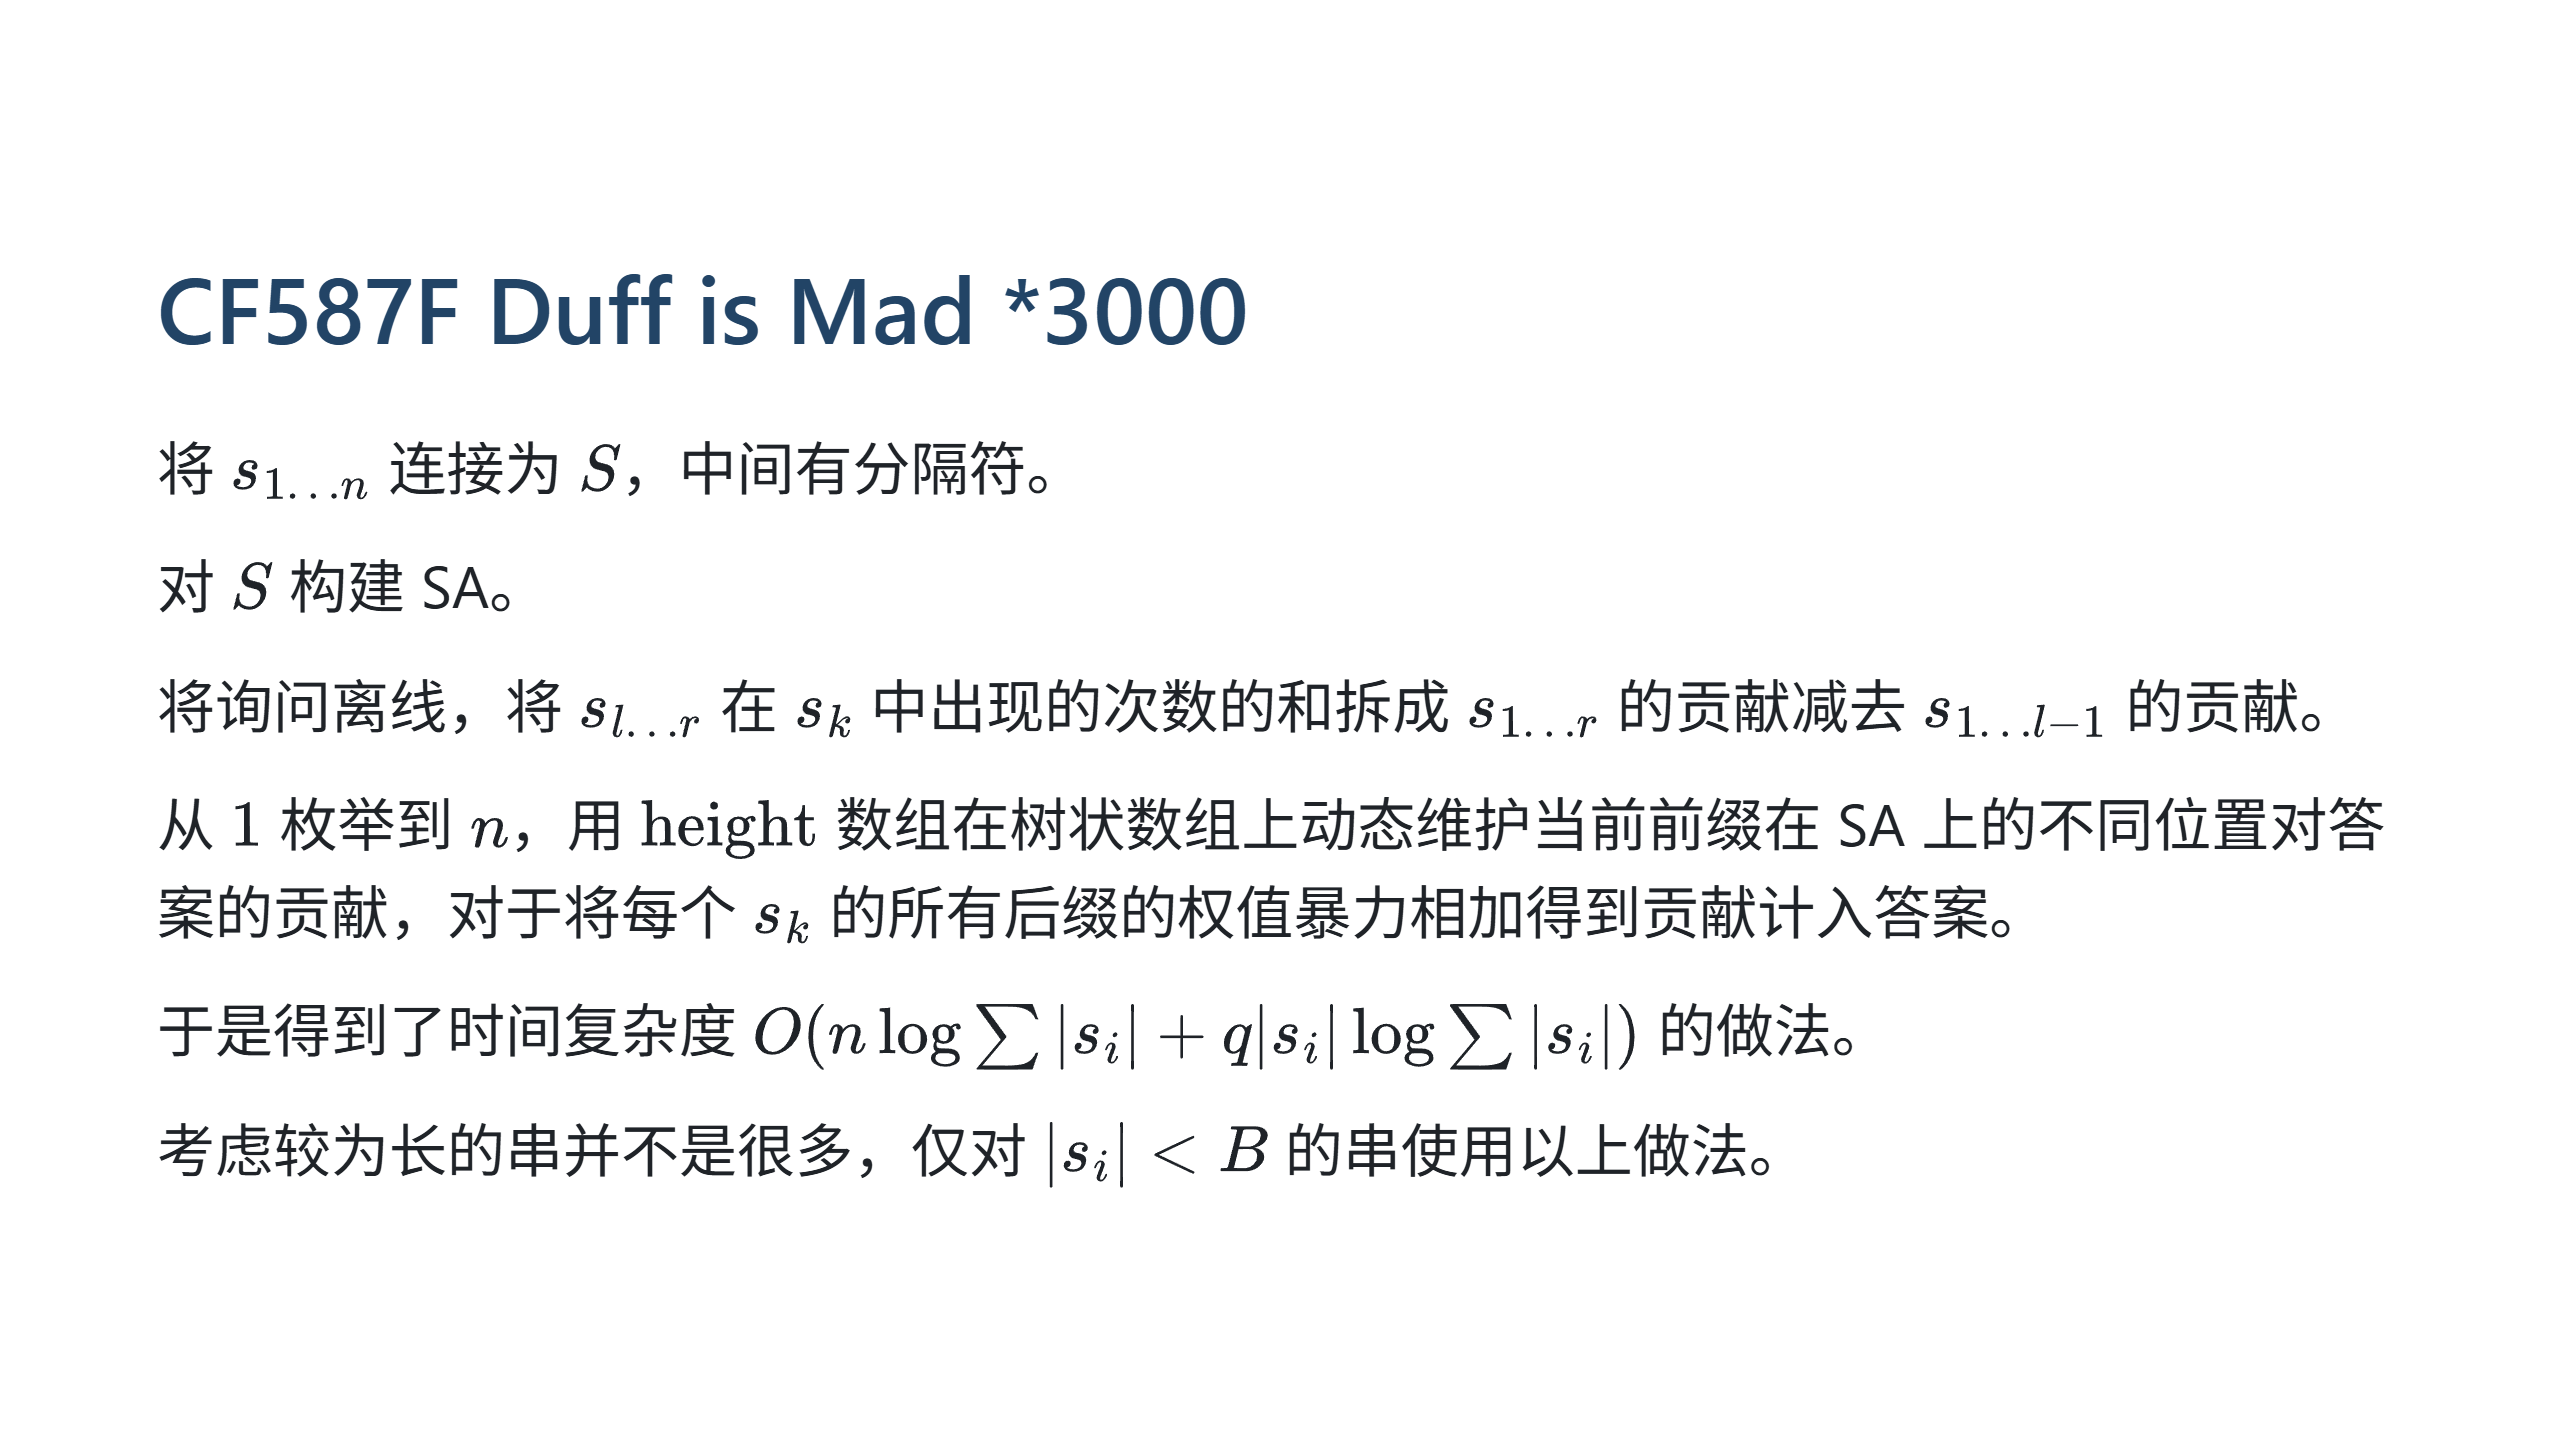 CF587F Duff is Mad *3000
将 $s_{1...n}$ 连接为 $S$，中间有分隔符。
对 $S$ 构建 SA。
将询问离线，将 $s_{l...r}$ 在 $s_k$ 中出现的次数的和拆成 $s_{1...r}$ 的贡献减去 $s_{1...l-1}$ 的贡献。
从 $1$ 枚举到 $n$，用 $\text{height}$ 数组在树状数组上动态维护当前前缀在 SA 上的不同位置对答
案的贡献，对于将每个 $s_k$ 的所有后缀的权值暴力相加得到贡献计入答案。
于是得到了时间复杂度 $O(n \log \sum |s_i| + q|s_i| \log \sum |s_i|)$ 的做法。
考虑较为长的串并不是很多，仅对 $|s_i| < B$ 的串使用以上做法。